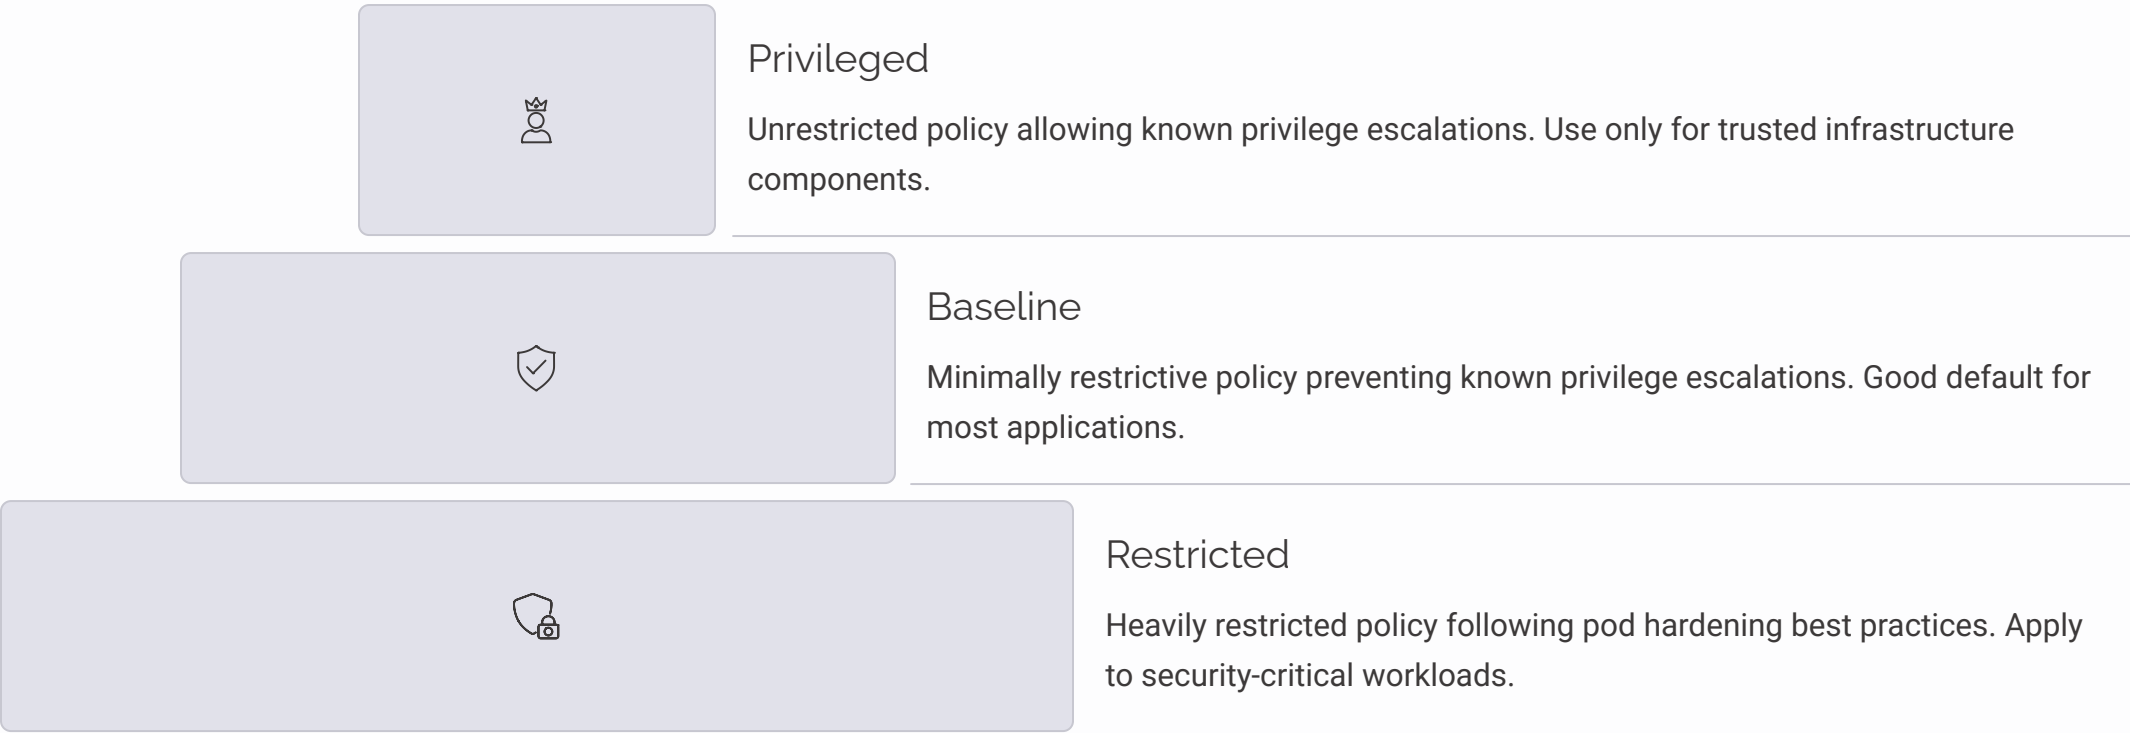 Privileged
Unrestricted policy allowing known privilege escalations. Use only for trusted infrastructure
components.
Baseline
Minimally restrictive policy preventing known privilege escalations. Good default for
most applications.
Restricted
Heavily restricted policy following pod hardening best practices. Apply
to security-critical workloads.